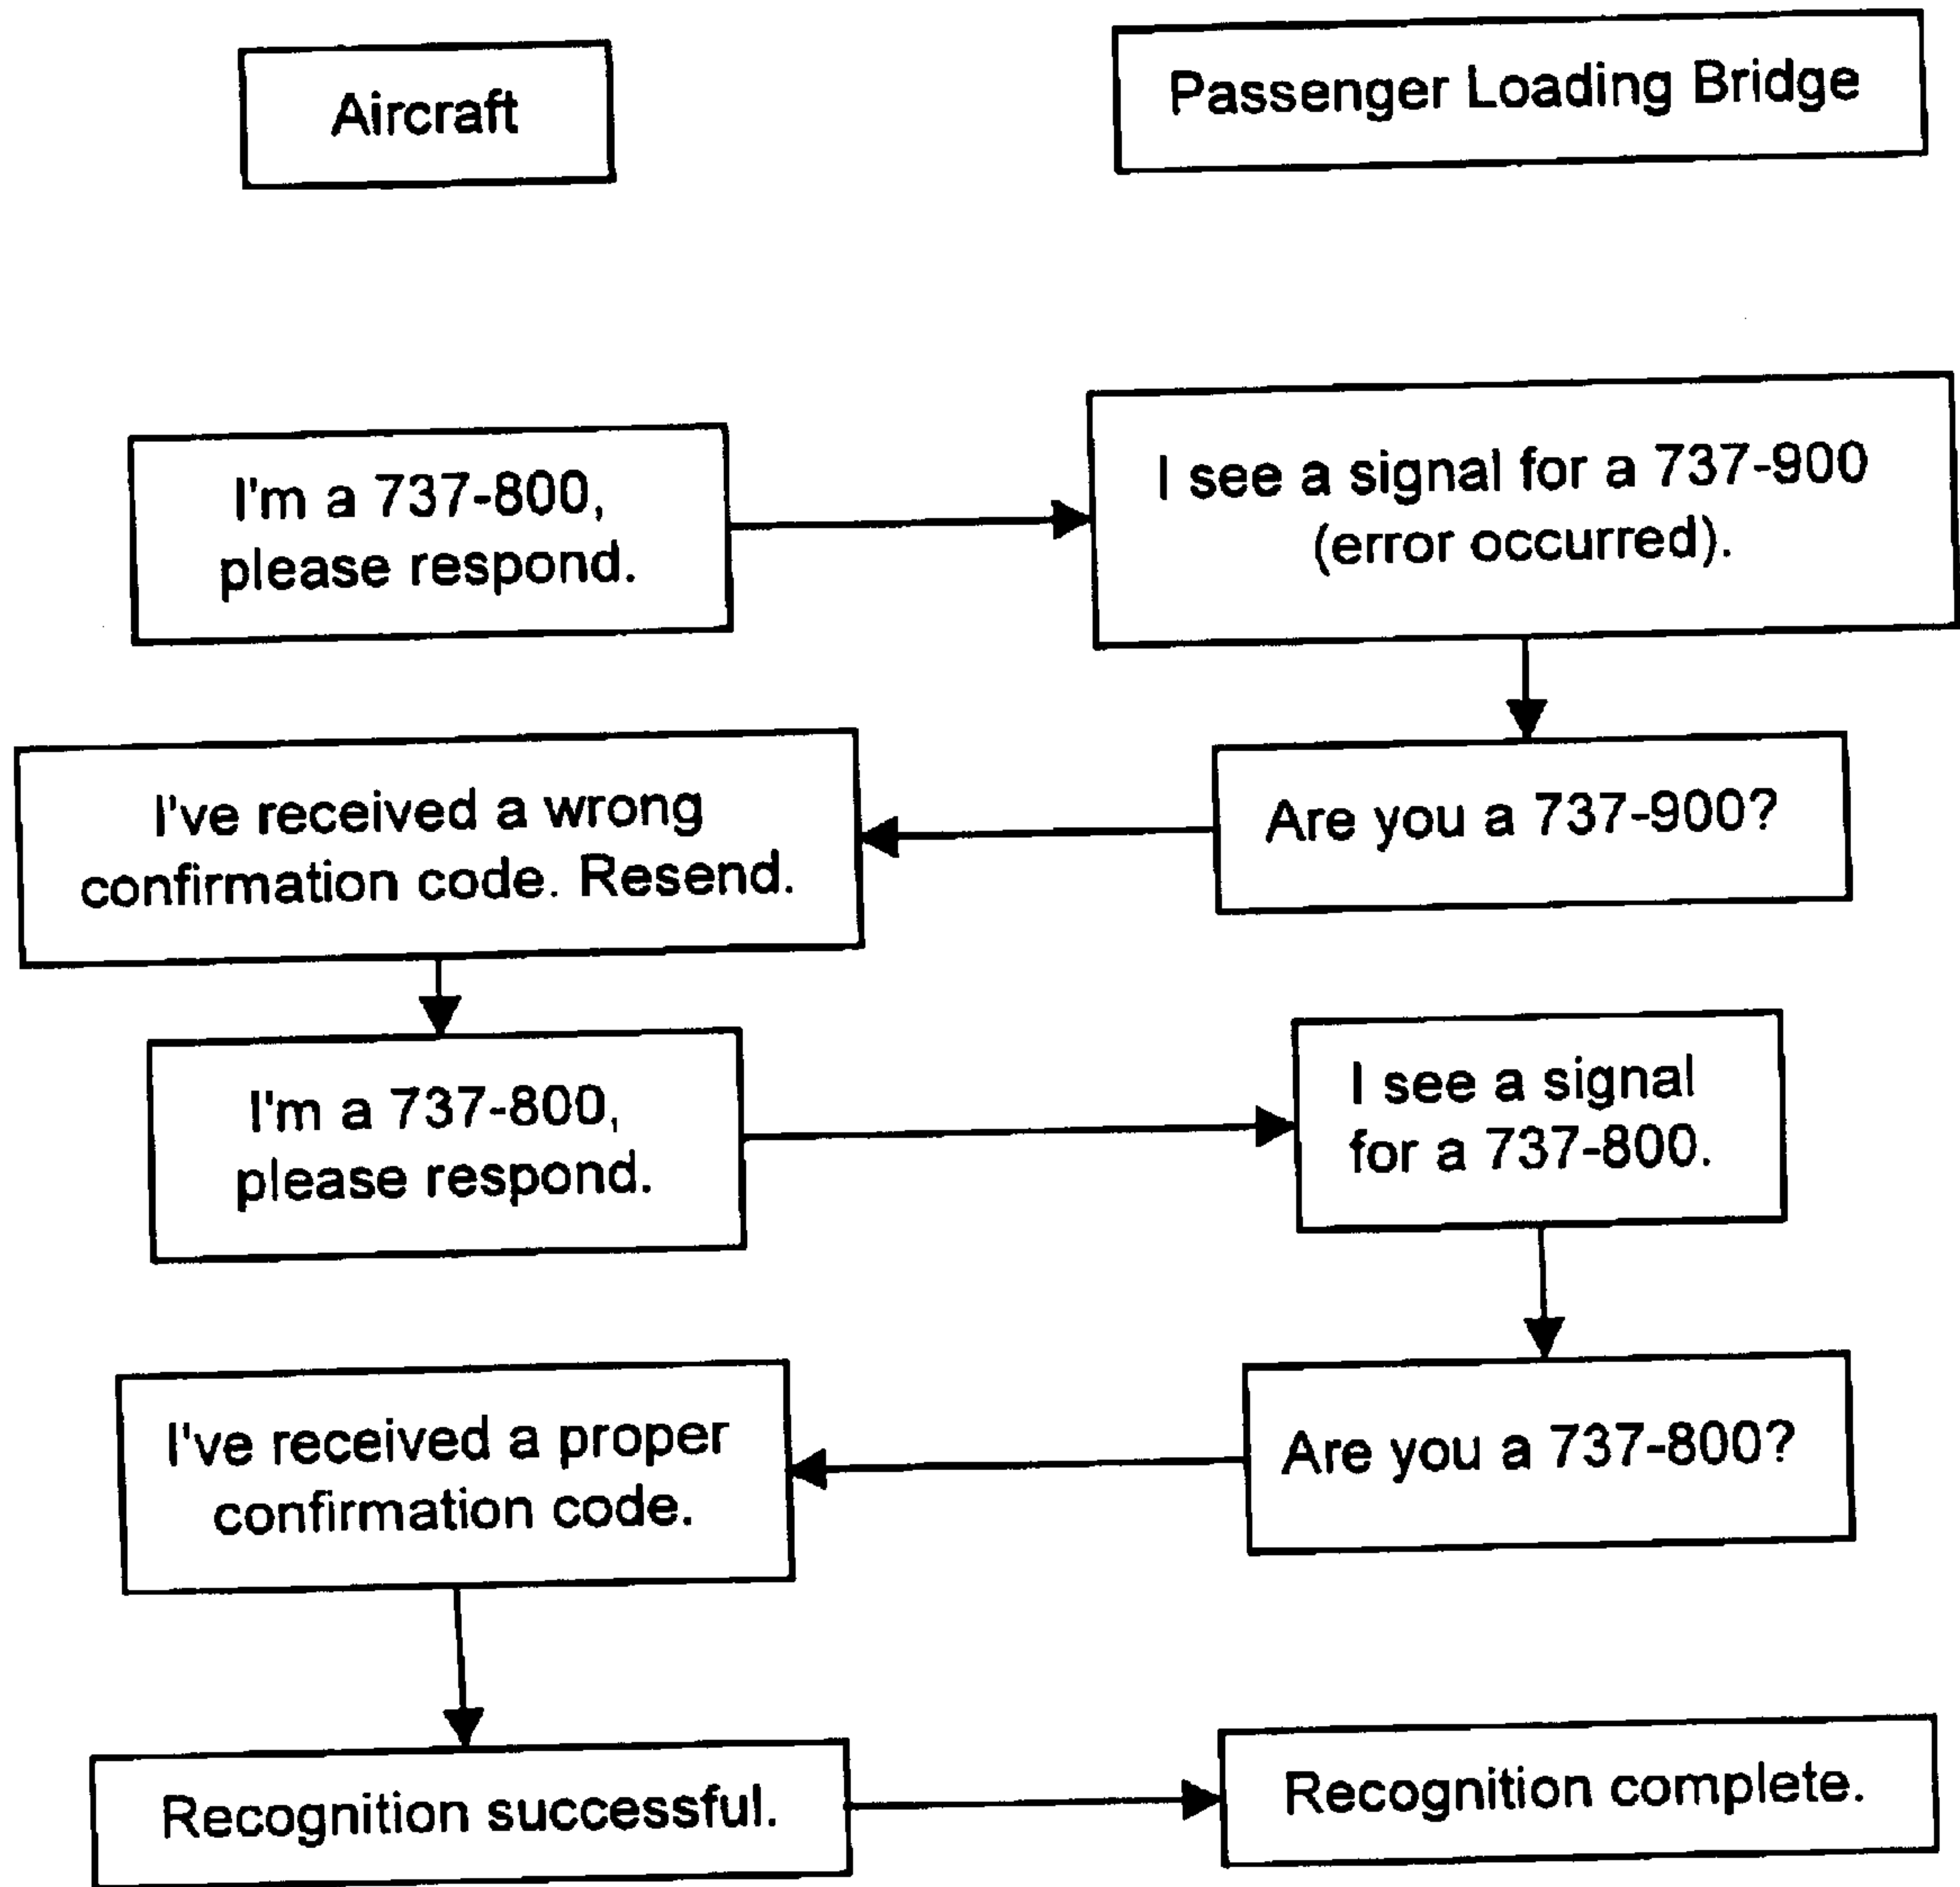 Aircraft
Passenger Loading Bridge
I'm a 737-800,
please respond.
I see a signal for a 737-900
(error occurred).
Are you a 737-900?
I've received a wrong
confirmation code. Resend.
I'm a 737-800,
please respond.
I see a signal
for a 737-800.
Are you a 737-800?
I've received a proper
confirmation code.
Recognition successful.
Recognition complete.